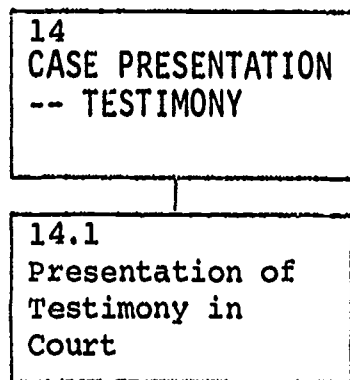 14
CASE PRESENTATION
-- TESTIMONY
14.1
Presentation of
Testimony in
Court